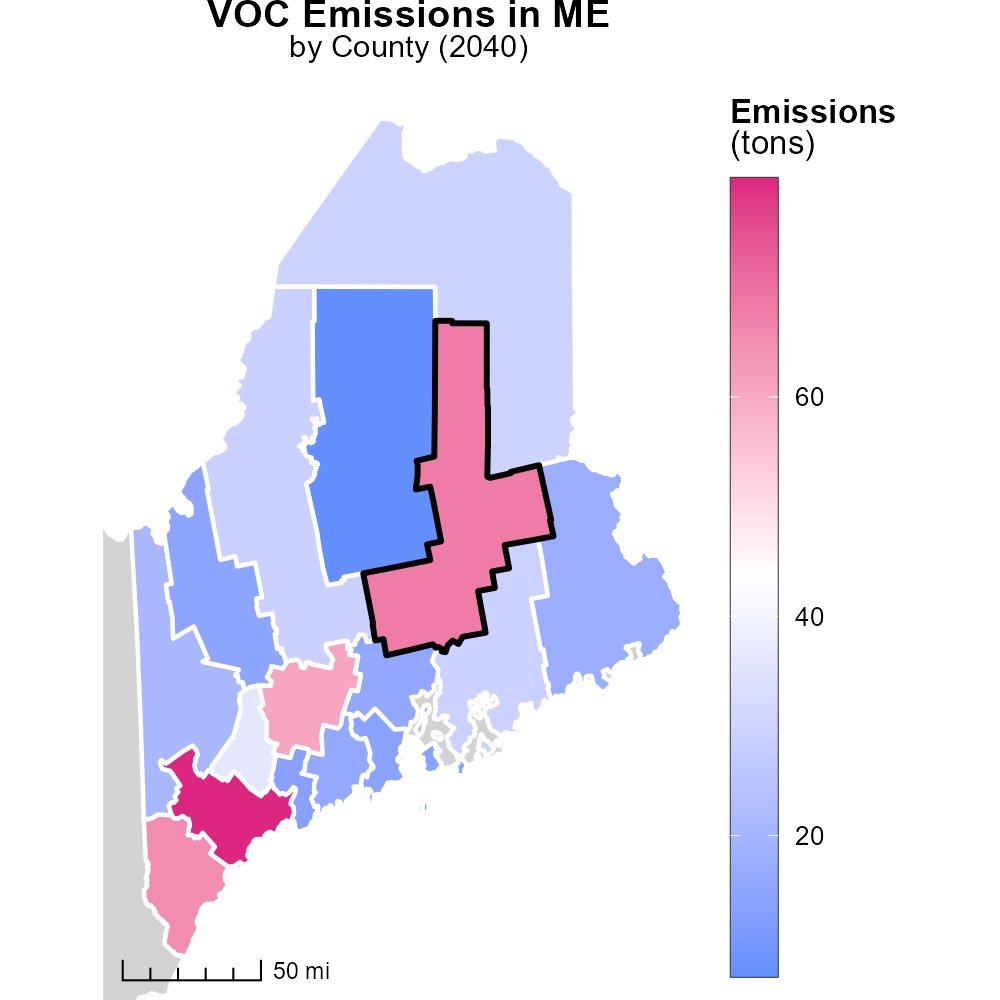 VOC Emissions in ME
by County (2040)
Emissions
(tons)
60
40
20
50 mi